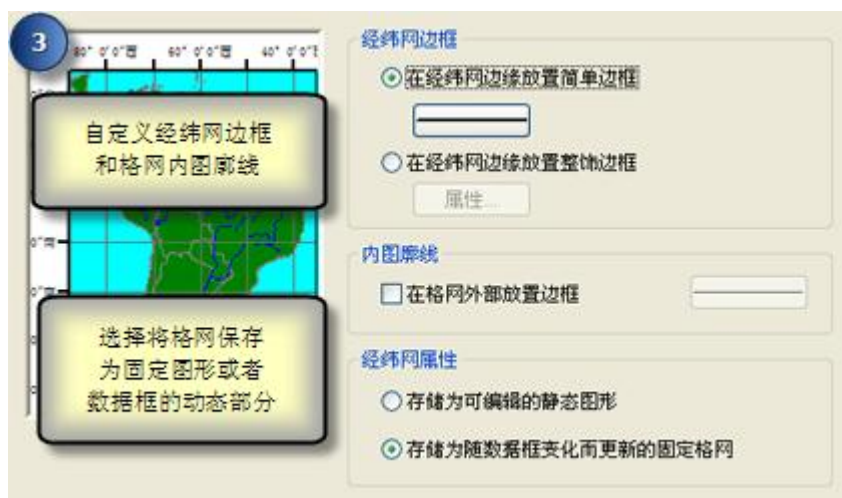 3
80° 0'0"西 60° 0'0"西 40° 0'0"西
自定义经纬网边框
和格网内图廓线
选择将格网保存
为固定图形或者
数据框的动态部分
经纬网边框
在经纬网边缘放置简单边框
在经纬网边缘放置整饰边框
属性...
内图廓线
在格网外部放置边框
经纬网属性
存储为可编辑的静态图形
存储为随数据框变化而更新的固定格网